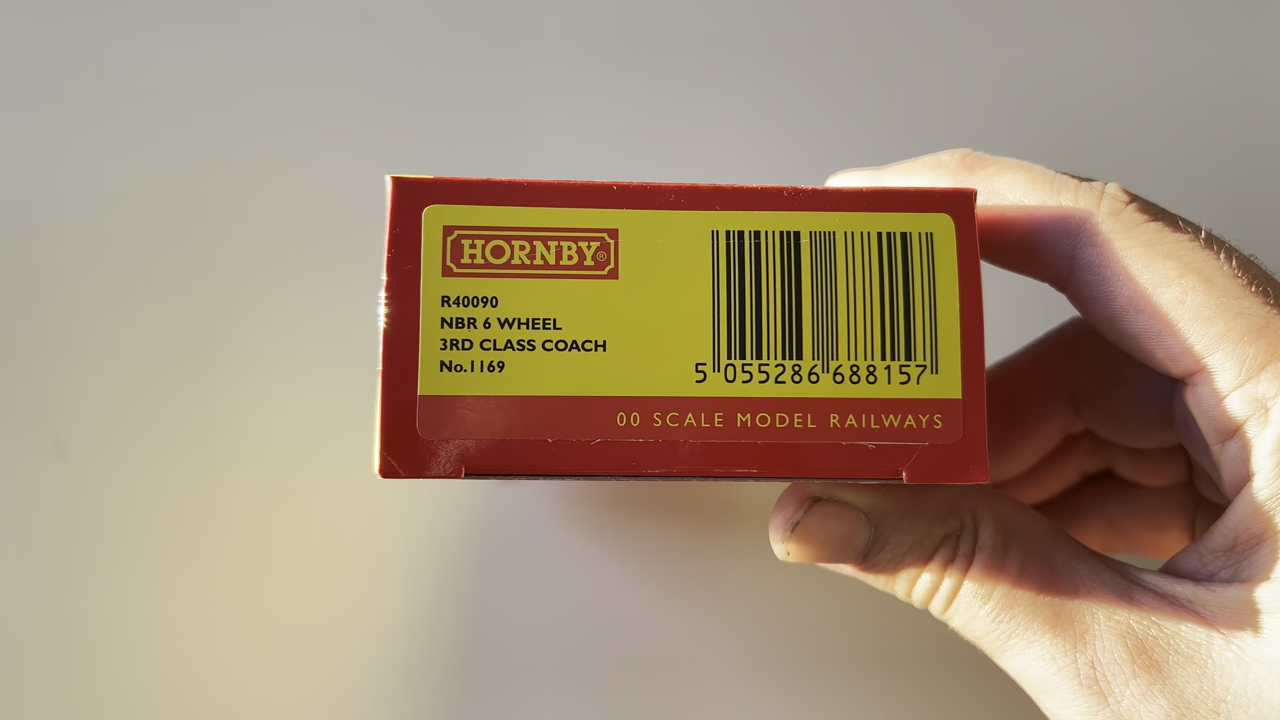 HORNBY®
R40090
NBR 6 WHEEL
3RD CLASS COACH
No.1169
5 055286 688157
00 SCALE MODEL RAILWAYS